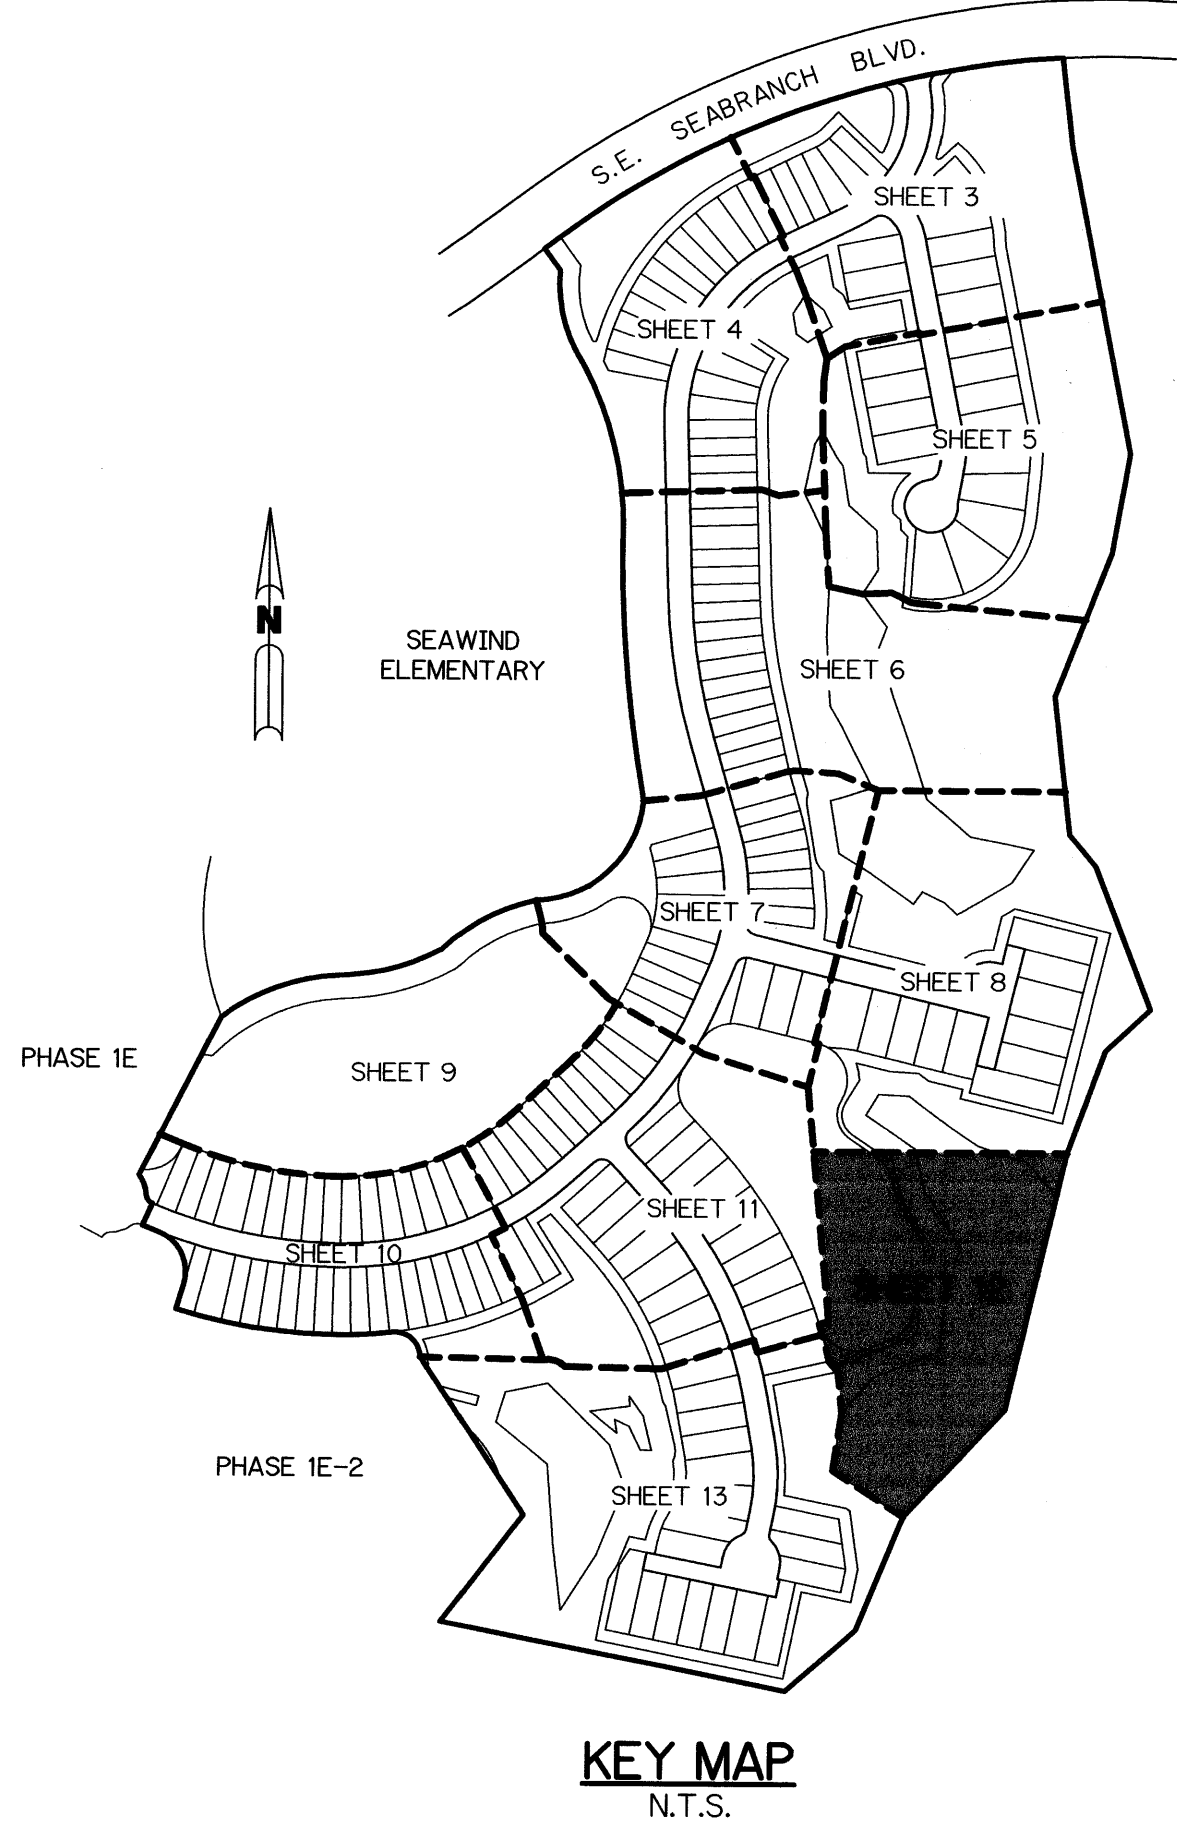 S.E. SEABRANCH BLVD.
SHEET 3
SHEET 4
SHEET 5
N
SEAWIND
ELEMENTARY
SHEET 6
SHEET 7
SHEET 8
PHASE 1E
SHEET 9
SHEET 11
SHEET 10
SHEET
PHASE 1E-2
SHEET 13
KEY MAP
N.T.S.